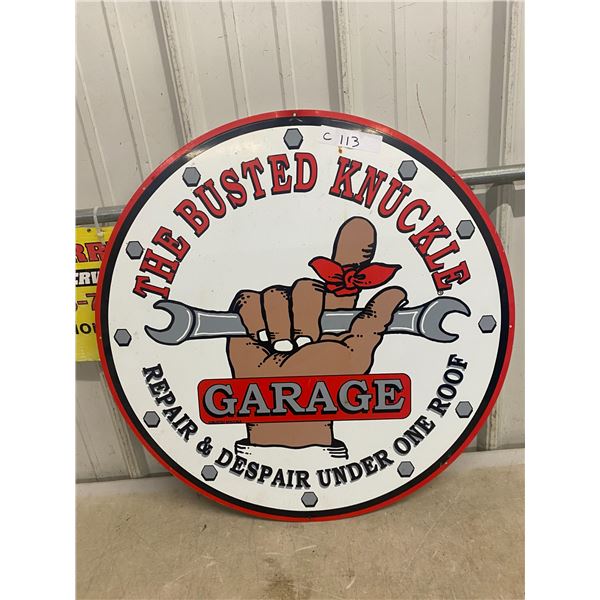 C 113
THE BUSTED KNUCKLE
GARAGE
REPAIR & DESPAIR UNDER ONE ROOF